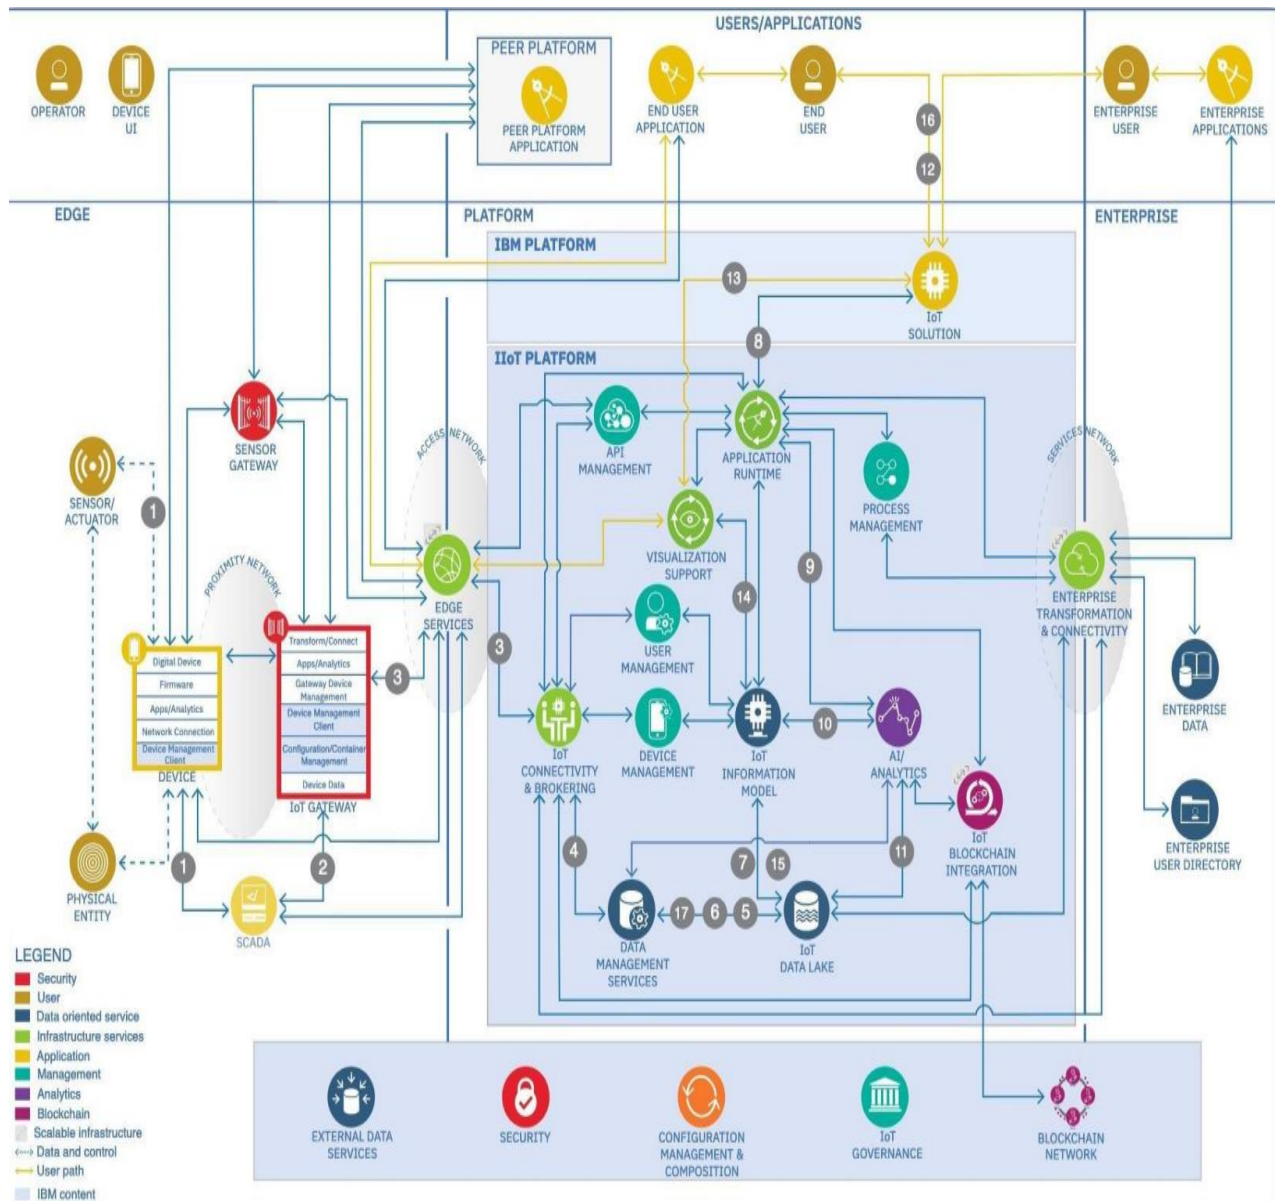 USERS/APPLICATIONS
OPERATOR
DEVICE
UI
PEER PLATFORM
PEER PLATFORM
APPLICATION
END USER
APPLICATION
END
USER
16
12
ENTERPRISE
USER
ENTERPRISE
APPLICATIONS
EDGE
PLATFORM
ENTERPRISE
IBM PLATFORM
13
IoT
SOLUTION
8
IIoT PLATFORM
SENSOR
GATEWAY
ACCESS NETWORK
API
MANAGEMENT
APPLICATION
RUNTIME
PROCESS
MANAGEMENT
SERVICES NETWORK
SENSOR/
ACTUATOR
1
VISUALIZATION
SUPPORT
9
14
PROXIMITY NETWORK
EDGE
SERVICES
ENTERPRISE
TRANSFORMATION
& CONNECTIVITY
USER
MANAGEMENT
3
3
Digital Device
Firmware
Apps/Analytics
Network Connection
Device Management
Client
DEVICE
Transform/Connect
Apps/Analytics
Gateway Device
Management
Device Management
Client
Configuration/Container
Management
Device Data
IoT GATEWAY
IoT
CONNECTIVITY
& BROKERING
DEVICE
MANAGEMENT
IoT
INFORMATION
MODEL
10
AI/
ANALYTICS
ENTERPRISE
DATA
IoT
BLOCKCHAIN
INTEGRATION
ENTERPRISE
USER DIRECTORY
1
2
4
7
15
11
PHYSICAL
ENTITY
SCADA
17
6
5
DATA
MANAGEMENT
SERVICES
IoT
DATA LAKE
LEGEND
Security
User
Data oriented service
Infrastructure services
Application
Management
Analytics
Blockchain
Scalable infrastructure
Data and control
User path
IBM content
EXTERNAL DATA
SERVICES
SECURITY
CONFIGURATION
MANAGEMENT &
COMPOSITION
IoT
GOVERNANCE
BLOCKCHAIN
NETWORK